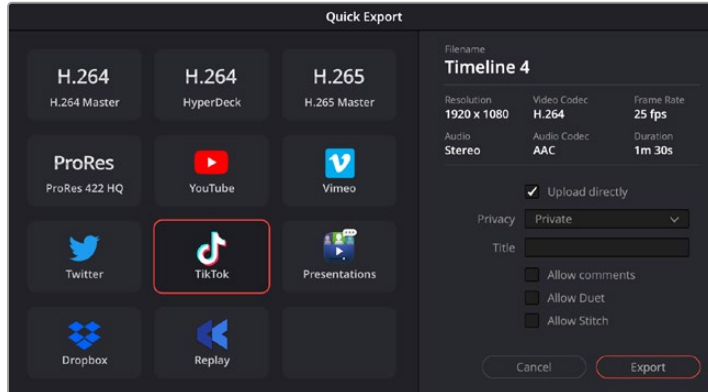 Quick Export
H.264
H.264 Master
H.264
HyperDeck
H.265
H.265 Master
ProRes
ProRes 422 HQ
YouTube
Vimeo
Twitter
TikTok
Presentations
Dropbox
Replay
Filename
Timeline 4
Resolution Video Codec Frame Rate
1920 x 1080 H.264 25 fps
Audio Audio Codec Duration
Stereo AAC 1m 30s
Upload directly
Privacy Private
Title
Allow comments
Allow Duet
Allow Stitch
Cancel Export